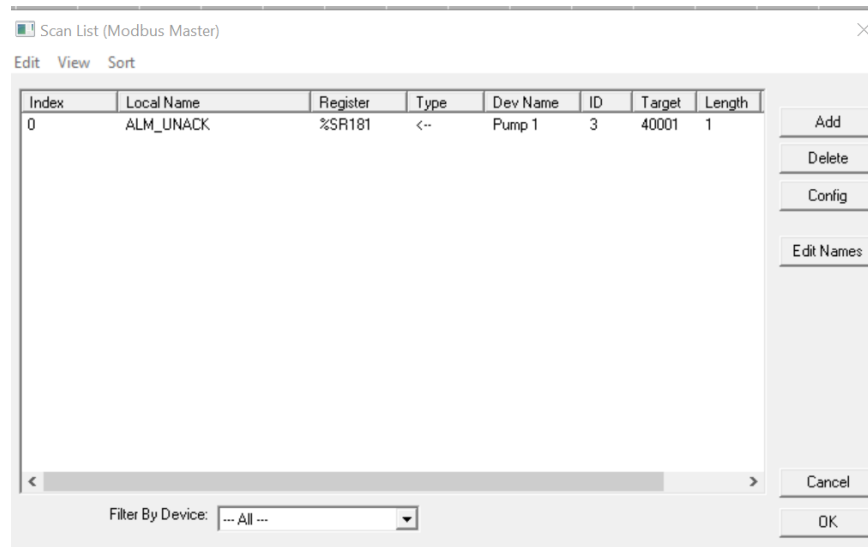 Scan List (Modbus Master)
Edit View Sort
Index Local Name Register Type Dev Name ID Target Length
0 ALM_UNACK %SR181 <-- Pump 1 3 40001 1
Add
Delete
Config
Edit Names
Cancel
Filter By Device: --- All ---
OK